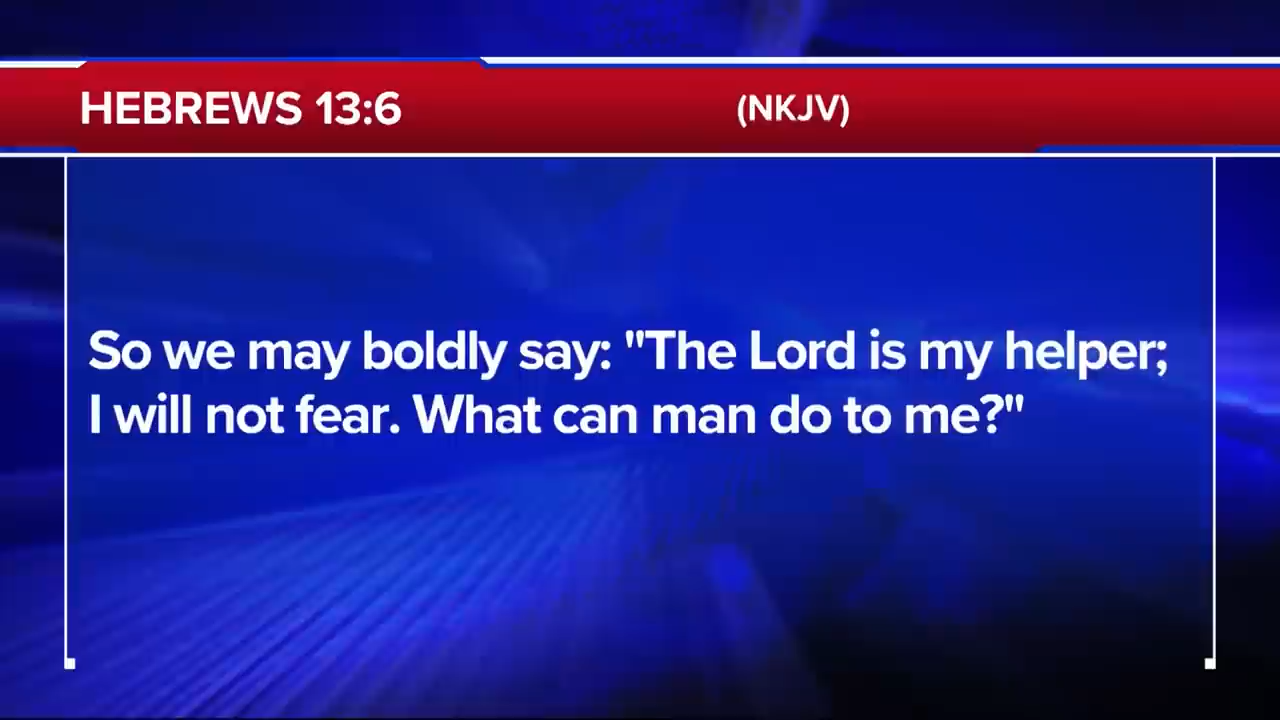 HEBREWS 13:6 (NKJV)
So we may boldly say: "The Lord is my helper;
I will not fear. What can man do to me?"